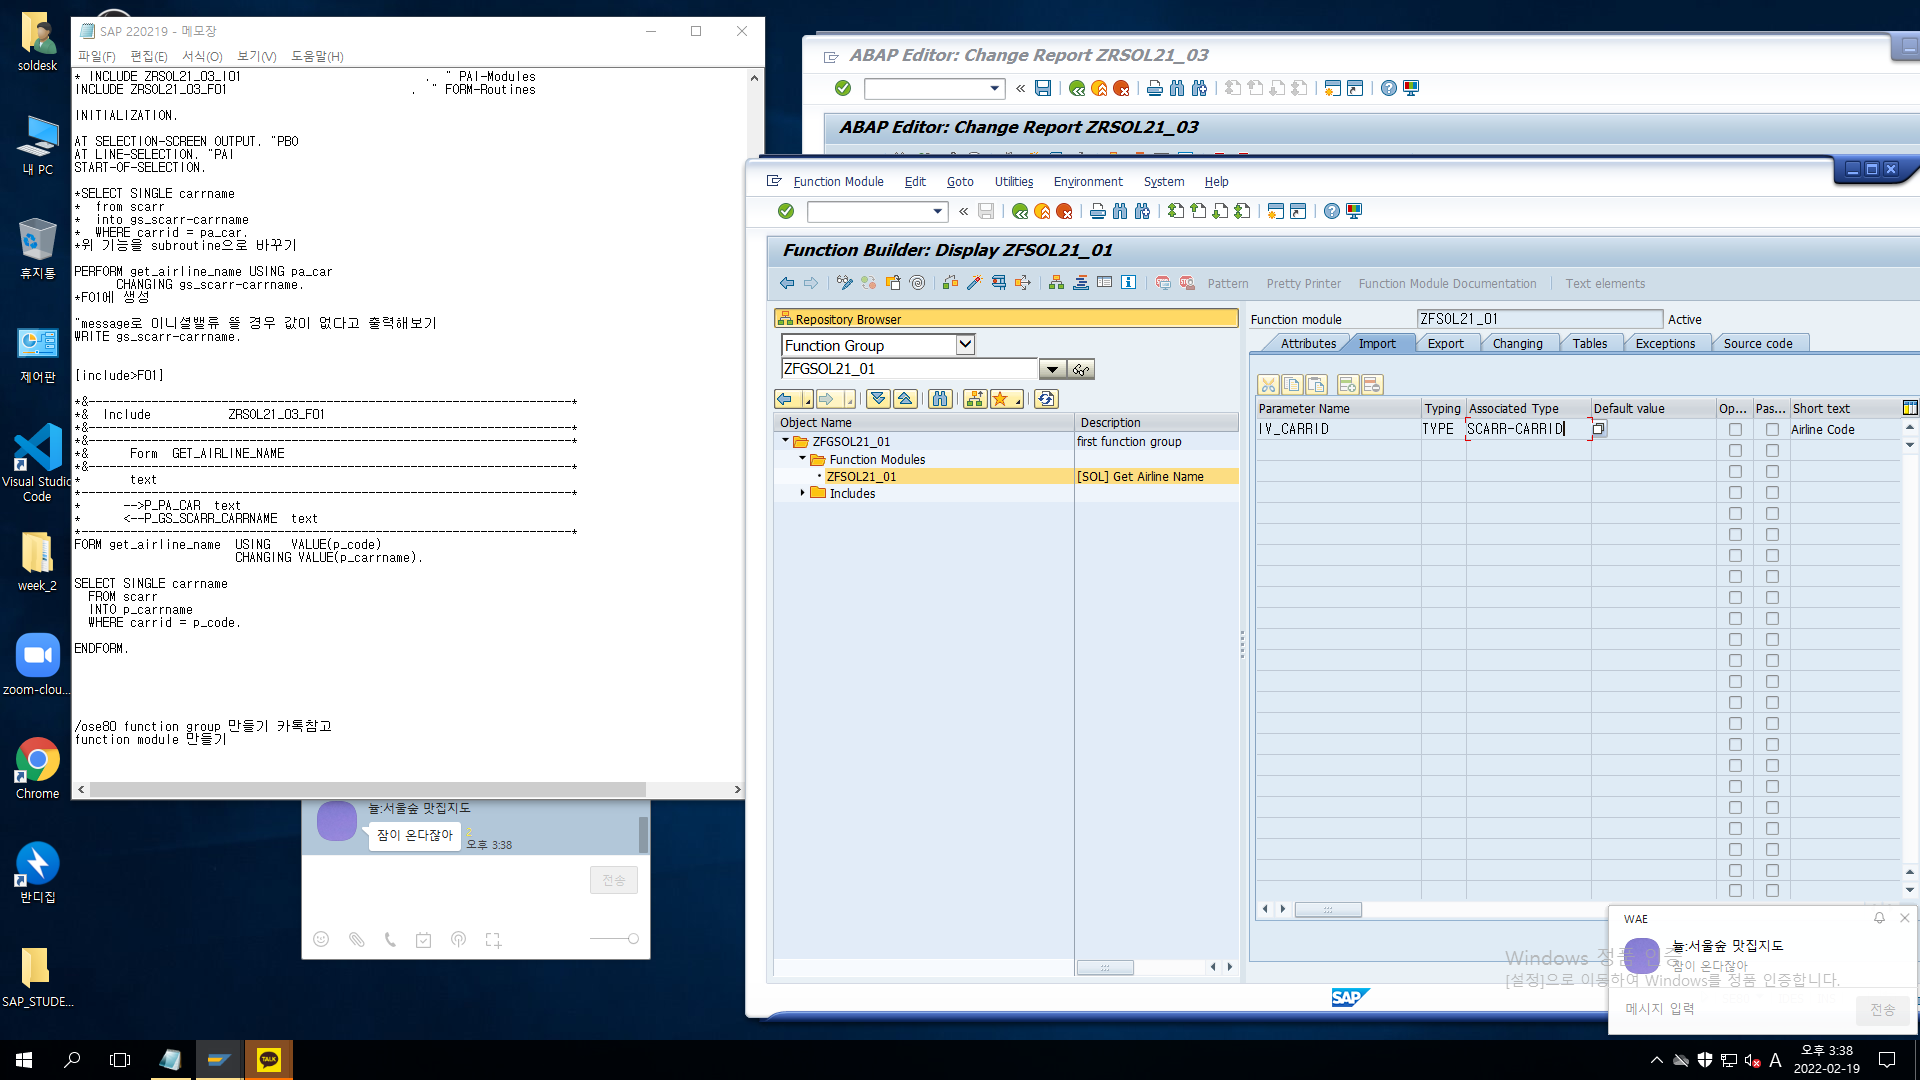 soldesk
내 PC
휴지통
제어판
Visual Studio
Code
week_2
zoom-clou...
Chrome
반디집
SAP_STUDE...
SAP 220219 - 메모장
파일(F) 편집(E) 서식(O) 보기(V) 도움말(H)
* INCLUDE ZRSOL21_03_I01 . " PAI-Modules
INCLUDE ZRSOL21_03_F01 . " FORM-Routines
INITIALIZATION.
AT SELECTION-SCREEN OUTPUT. "PBO
AT LINE-SELECTION. "PAI
START-OF-SELECTION.
*SELECT SINGLE carrname
* from scarr
* into gs_scarr-carrname
* WHERE carrid = pa_car.
*위 기능을 subroutine으로 바꾸기
PERFORM get_airline_name USING pa_car
CHANGING gs_scarr-carrname.
*F01에 생성
"message로 이니셜밸류 뜰 경우 값이 없다고 출력해보기
WRITE gs_scarr-carrname.
[include>F01]
*&---------------------------------------------------------------------*
*& Include ZRSOL21_03_F01
*&---------------------------------------------------------------------*
*&---------------------------------------------------------------------*
*& Form GET_AIRLINE_NAME
*&---------------------------------------------------------------------*
* text
*----------------------------------------------------------------------*
* -->P_PA_CAR text
* <--P_GS_SCARR_CARRNAME text
*----------------------------------------------------------------------*
FORM get_airline_name USING VALUE(p_code)
CHANGING VALUE(p_carrname).
SELECT SINGLE carrname
FROM scarr
INTO p_carrname
WHERE carrid = p_code.
ENDFORM.
/ose80 function group 만들기 카톡참고
function module 만들기
늘:서울숲 맛집지도
잠이 온다잖아
2
오후 3:38
전송
ABAP Editor: Change Report ZRSOL21_03
ABAP Editor: Change Report ZRSOL21_03
Function Module Edit Goto Utilities Environment System Help
Function Builder: Display ZFSOL21_01
Pattern Pretty Printer Function Module Documentation Text elements
Repository Browser
Function Group
ZFGSOL21_01
Object Name Description
ZFGSOL21_01 first function group
Function Modules
ZFSOL21_01 [SOL] Get Airline Name
Includes
Function module ZFSOL21_01 Active
Attributes Import Export Changing Tables Exceptions Source code
Parameter Name Typing Associated Type Default value Op... Pas... Short text
IV_CARRID TYPE SCARR-CARRID Airline Code
SAP
Windows 정품 인증
[설정]으로 이동하여 Windows를 정품 인증합니다.
WAE
늘:서울숲 맛집지도
잠이 온다잖아
메시지 입력
전송
TALK
A
오후 3:38
2022-02-19